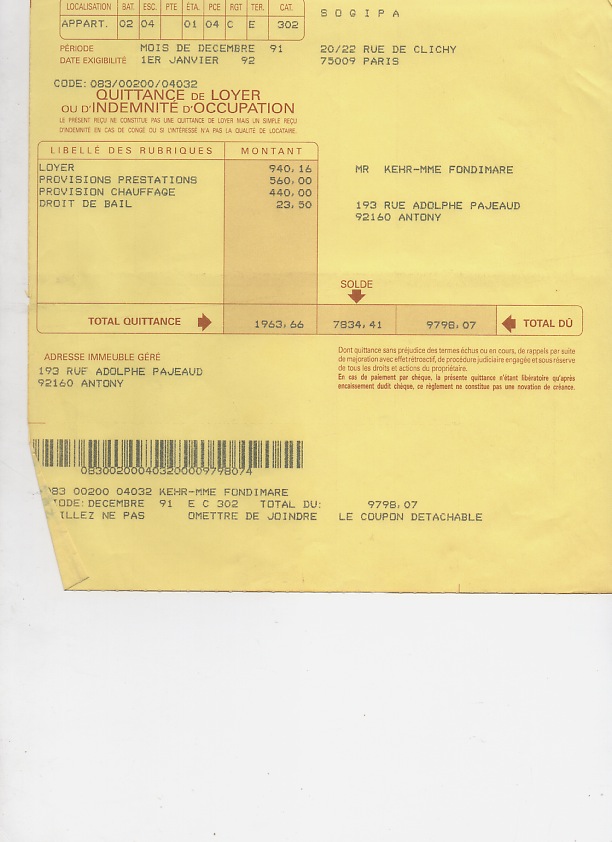 LOCALISATION BAT. ESC. PTE ÉTA. PCE RGT TER. CAT.
APPART. 02 04 01 04 C E 302
SOGIPA
PÉRIODE MOIS DE DECEMBRE 91
20/22 RUE DE CLICHY
DATE EXIGIBILITÉ 1ER JANVIER 92
75009 PARIS
CODE: 083/00200/04032
QUITTANCE DE LOYER
OU D'INDEMNITÉ D'OCCUPATION
LE PRÉSENT REÇU NE CONSTITUE PAS UNE QUITTANCE DE LOYER MAIS UN SIMPLE REÇU
D'INDEMNITÉ EN CAS DE CONGÉ OU SI L'INTÉRESSÉ N'A PAS LA QUALITÉ DE LOCATAIRE.
LIBELLÉ DES RUBRIQUES MONTANT
LOYER 940,16
PROVISIONS PRESTATIONS 560,00
PROVISION CHAUFFAGE 440,00
DROIT DE BAIL 23,50
MR KEHR-MME FONDIMARE
193 RUE ADOLPHE PAJEAUD
92160 ANTONY
SOLDE
TOTAL QUITTANCE 1963,66 7834,41 9798,07 TOTAL DÛ
ADRESSE IMMEUBLE GÉRÉ
193 RUE ADOLPHE PAJEAUD
92160 ANTONY
Dont quittance sans préjudice des termes échus ou en cours, de rappels par suite
de majoration avec effet rétroactif, de procédure judiciaire engagée et sous réserve
de tous les droits et actions du propriétaire.
En cas de paiement par chèque, la présente quittance n'étant libératoire qu'après
encaissement dudit chèque, ce règlement ne constitue pas une novation de créance.
083002000403200009798074
83 00200 04032 KEHR-MME FONDIMARE
ODE: DECEMBRE 91 E C 302 TOTAL DU: 9798,07
ILLEZ NE PAS OMETTRE DE JOINDRE LE COUPON DETACHABLE